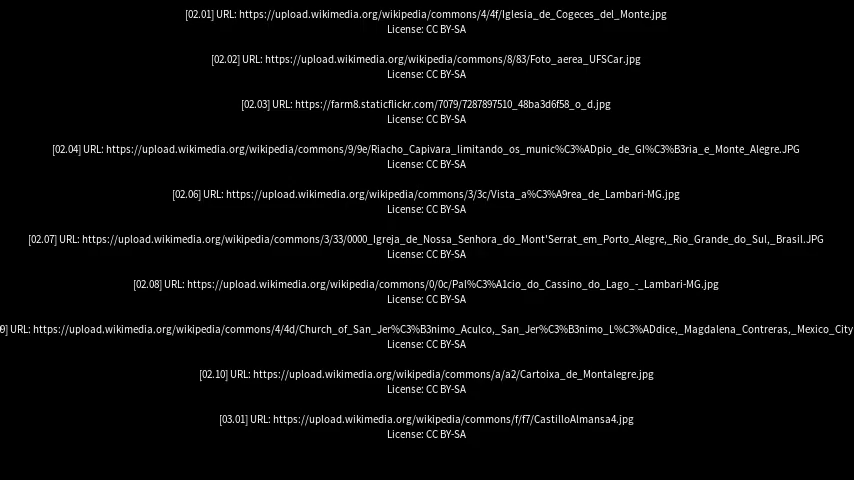 [02.01] URL: https://upload.wikimedia.org/wikipedia/commons/4/4f/Iglesia_de_Cogeces_del_Monte.jpg
License: CC BY-SA
[02.02] URL: https://upload.wikimedia.org/wikipedia/commons/8/83/Foto_aerea_UFSCar.jpg
License: CC BY-SA
[02.03] URL: https://farm8.staticflickr.com/7079/7287897510_48ba3d6f58_o_d.jpg
License: CC BY-SA
[02.04] URL: https://upload.wikimedia.org/wikipedia/commons/9/9e/Riacho_Capivara_limitando_os_munic%C3%ADpio_de_Gl%C3%B3ria_e_Monte_Alegre.JPG
License: CC BY-SA
[02.06] URL: https://upload.wikimedia.org/wikipedia/commons/3/3c/Vista_a%C3%A9rea_de_Lambari-MG.jpg
License: CC BY-SA
[02.07] URL: https://upload.wikimedia.org/wikipedia/commons/3/33/0000_Igreja_de_Nossa_Senhora_do_Mont'Serrat_em_Porto_Alegre,_Rio_Grande_do_Sul,_Brasil.JPG
License: CC BY-SA
[02.08] URL: https://upload.wikimedia.org/wikipedia/commons/0/0c/Pal%C3%A1cio_do_Cassino_do_Lago_-_Lambari-MG.jpg
License: CC BY-SA
9] URL: https://upload.wikimedia.org/wikipedia/commons/4/4d/Church_of_San_Jer%C3%B3nimo_Aculco,_San_Jer%C3%B3nimo_L%C3%ADdice,_Magdalena_Contreras,_Mexico_City
License: CC BY-SA
[02.10] URL: https://upload.wikimedia.org/wikipedia/commons/a/a2/Cartoixa_de_Montalegre.jpg
License: CC BY-SA
[03.01] URL: https://upload.wikimedia.org/wikipedia/commons/f/f7/CastilloAlmansa4.jpg
License: CC BY-SA